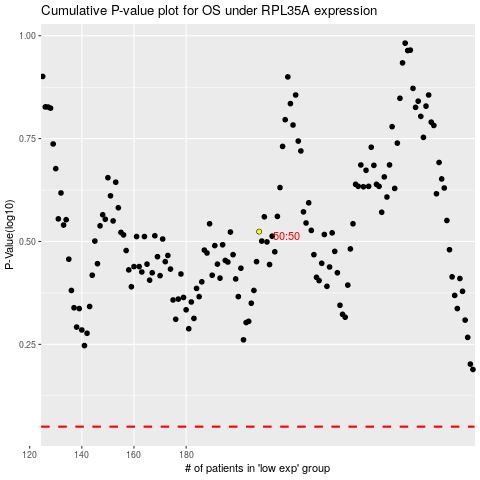 Cumulative P-value plot for OS under RPL35A expression
1.00
0.75
0.50
0.25
P-Value(log10)
50:50
120 140 160 180
# of patients in 'low exp' group